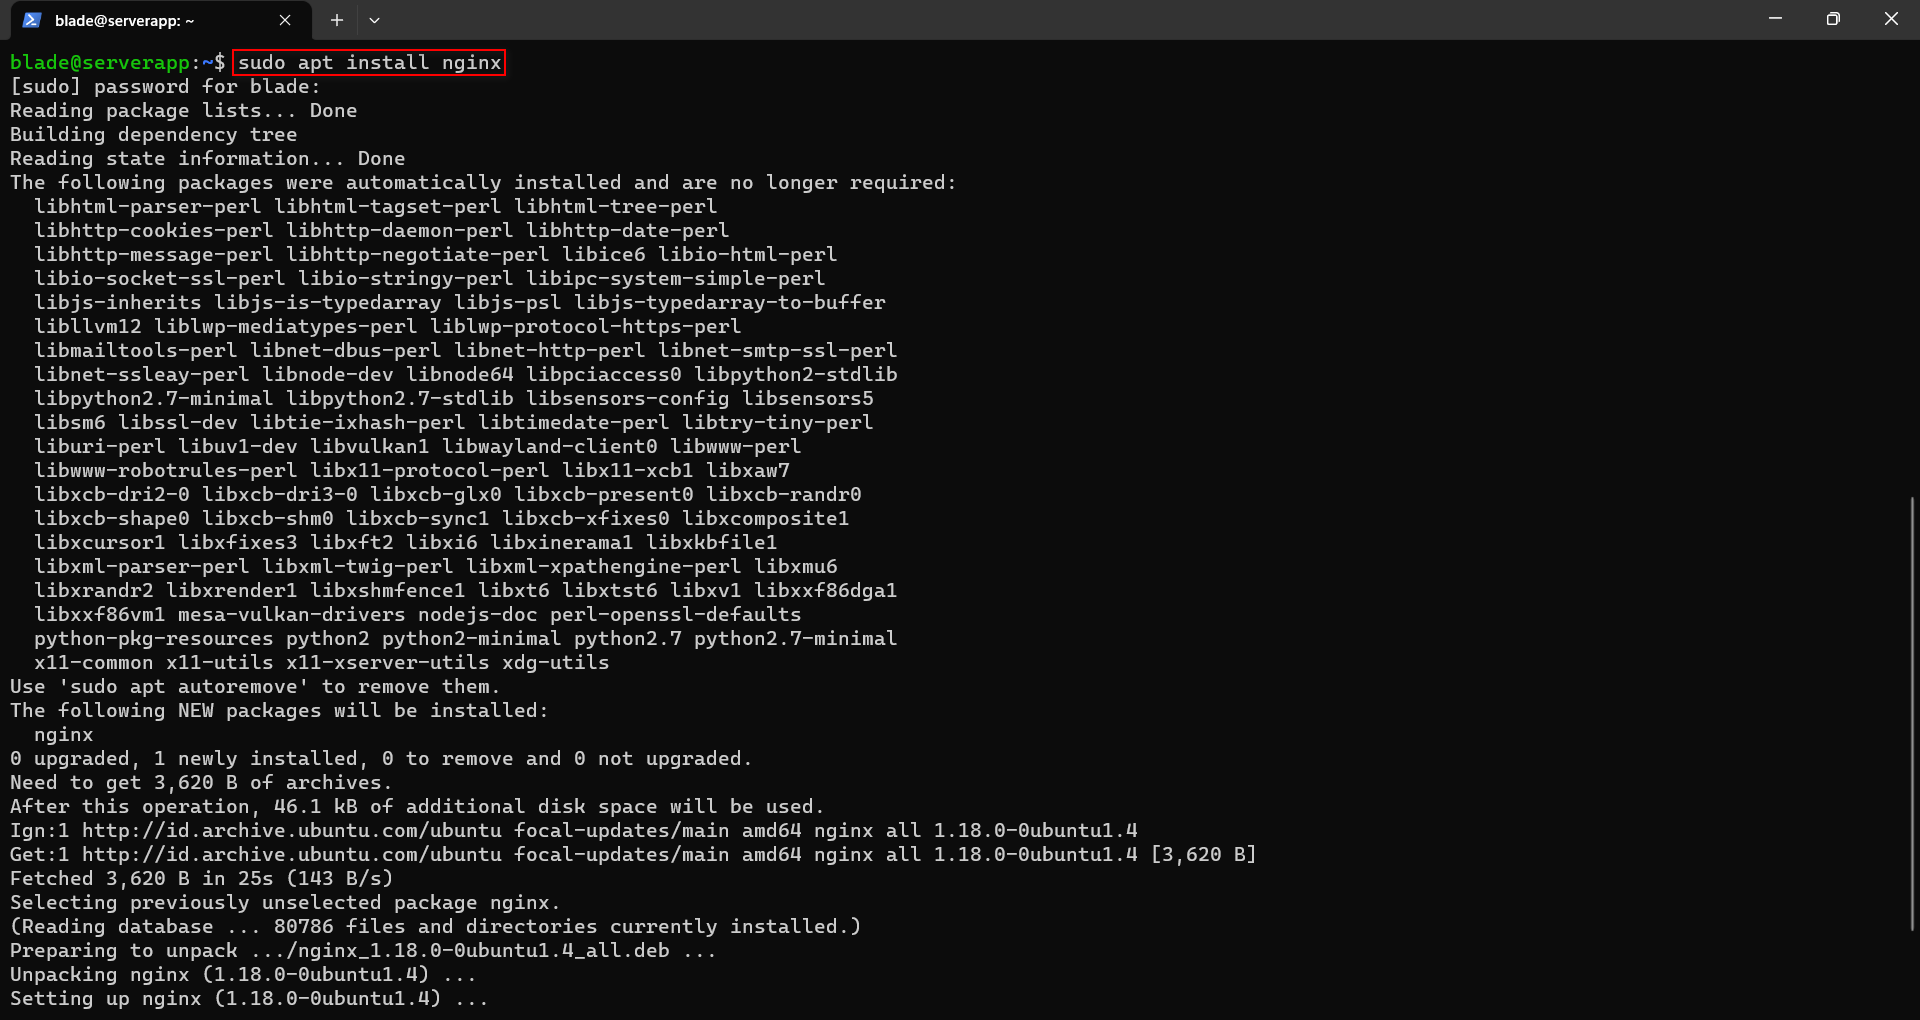 blade@serverapp: ~
blade@serverapp:~$ sudo apt install nginx
[sudo] password for blade:
Reading package lists... Done
Building dependency tree
Reading state information... Done
The following packages were automatically installed and are no longer required:
  libhtml-parser-perl libhtml-tagset-perl libhtml-tree-perl
  libhttp-cookies-perl libhttp-daemon-perl libhttp-date-perl
  libhttp-message-perl libhttp-negotiate-perl libice6 libio-html-perl
  libio-socket-ssl-perl libio-stringy-perl libipc-system-simple-perl
  libjs-inherits libjs-is-typedarray libjs-psl libjs-typedarray-to-buffer
  libllvm12 liblwp-mediatypes-perl liblwp-protocol-https-perl
  libmailtools-perl libnet-dbus-perl libnet-http-perl libnet-smtp-ssl-perl
  libnet-ssleay-perl libnode-dev libnode64 libpciaccess0 libpython2-stdlib
  libpython2.7-minimal libpython2.7-stdlib libsensors-config libsensors5
  libsm6 libssl-dev libtie-ixhash-perl libtimedate-perl libtry-tiny-perl
  liburi-perl libuv1-dev libvulkan1 libwayland-client0 libwww-perl
  libwww-robotrules-perl libx11-protocol-perl libx11-xcb1 libxaw7
  libxcb-dri2-0 libxcb-dri3-0 libxcb-glx0 libxcb-present0 libxcb-randr0
  libxcb-shape0 libxcb-shm0 libxcb-sync1 libxcb-xfixes0 libxcomposite1
  libxcursor1 libxfixes3 libxft2 libxi6 libxinerama1 libxkbfile1
  libxml-parser-perl libxml-twig-perl libxml-xpathengine-perl libxmu6
  libxrandr2 libxrender1 libxshmfence1 libxt6 libxtst6 libxv1 libxxf86dga1
  libxxf86vm1 mesa-vulkan-drivers nodejs-doc perl-openssl-defaults
  python-pkg-resources python2 python2-minimal python2.7 python2.7-minimal
  x11-common x11-utils x11-xserver-utils xdg-utils
Use 'sudo apt autoremove' to remove them.
The following NEW packages will be installed:
  nginx
0 upgraded, 1 newly installed, 0 to remove and 0 not upgraded.
Need to get 3,620 B of archives.
After this operation, 46.1 kB of additional disk space will be used.
Ign:1 http://id.archive.ubuntu.com/ubuntu focal-updates/main amd64 nginx all 1.18.0-0ubuntu1.4
Get:1 http://id.archive.ubuntu.com/ubuntu focal-updates/main amd64 nginx all 1.18.0-0ubuntu1.4 [3,620 B]
Fetched 3,620 B in 25s (143 B/s)
Selecting previously unselected package nginx.
(Reading database ... 80786 files and directories currently installed.)
Preparing to unpack .../nginx_1.18.0-0ubuntu1.4_all.deb ...
Unpacking nginx (1.18.0-0ubuntu1.4) ...
Setting up nginx (1.18.0-0ubuntu1.4) ...